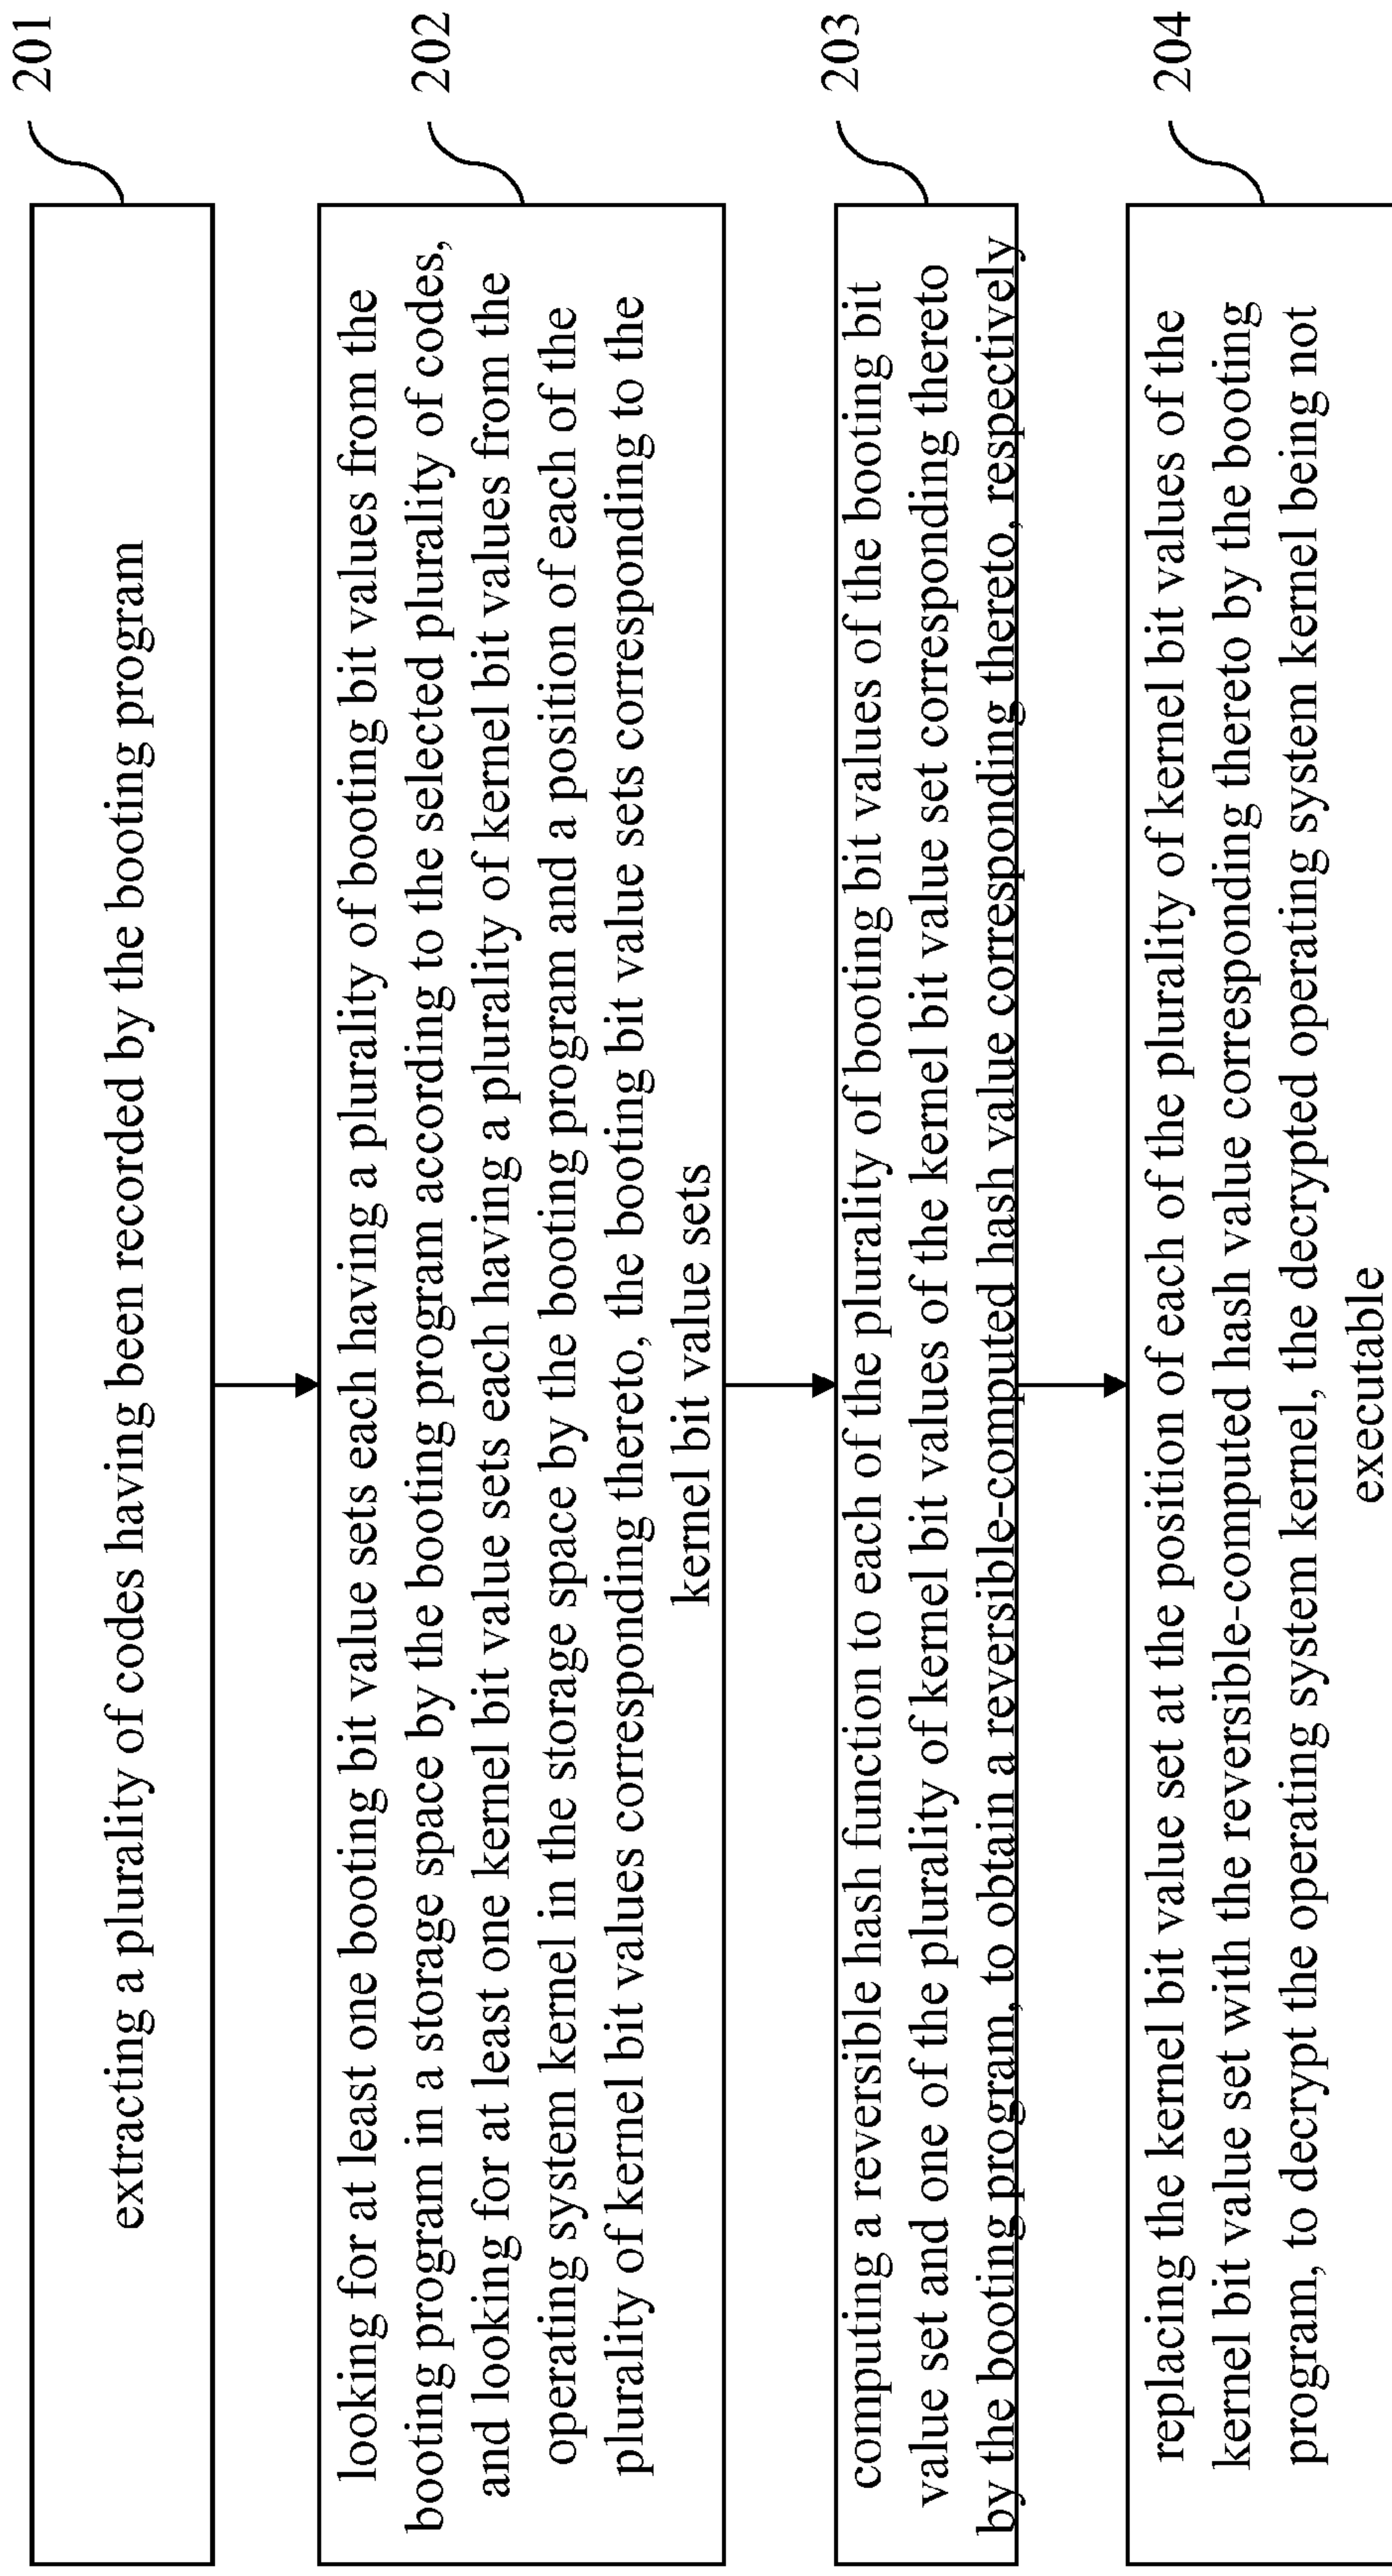 201
extracting a plurality of codes having been recorded by the booting program
202
looking for at least one booting bit value sets each having a plurality of booting bit values from the
booting program in a storage space by the booting program according to the selected plurality of codes,
and looking for at least one kernel bit value sets each having a plurality of kernel bit values from the
operating system kernel in the storage space by the booting program and a position of each of the
plurality of kernel bit values corresponding thereto, the booting bit value sets corresponding to the
kernel bit value sets
203
computing a reversible hash function to each of the plurality of booting bit values of the booting bit
value set and one of the plurality of kernel bit values of the kernel bit value set corresponding thereto
by the booting program, to obtain a reversible-computed hash value corresponding thereto, respectively
204
replacing the kernel bit value set at the position of each of the plurality of kernel bit values of the
kernel bit value set with the reversible-computed hash value corresponding thereto by the booting
program, to decrypt the operating system kernel, the decrypted operating system kernel being not
executable